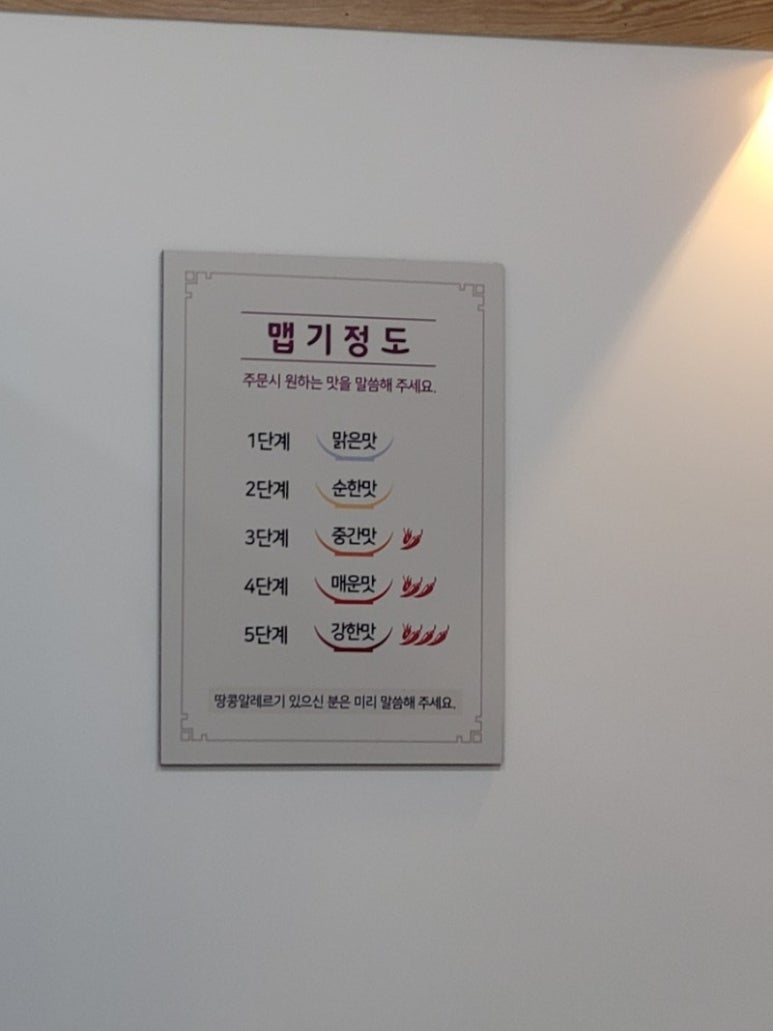 맵기정도
주문시 원하는 맛을 말씀해 주세요.
1단계 맑은맛
2단계 순한맛
3단계 중간맛
4단계 매운맛
5단계 강한맛
땅콩알레르기 있으신 분은 미리 말씀해 주세요.